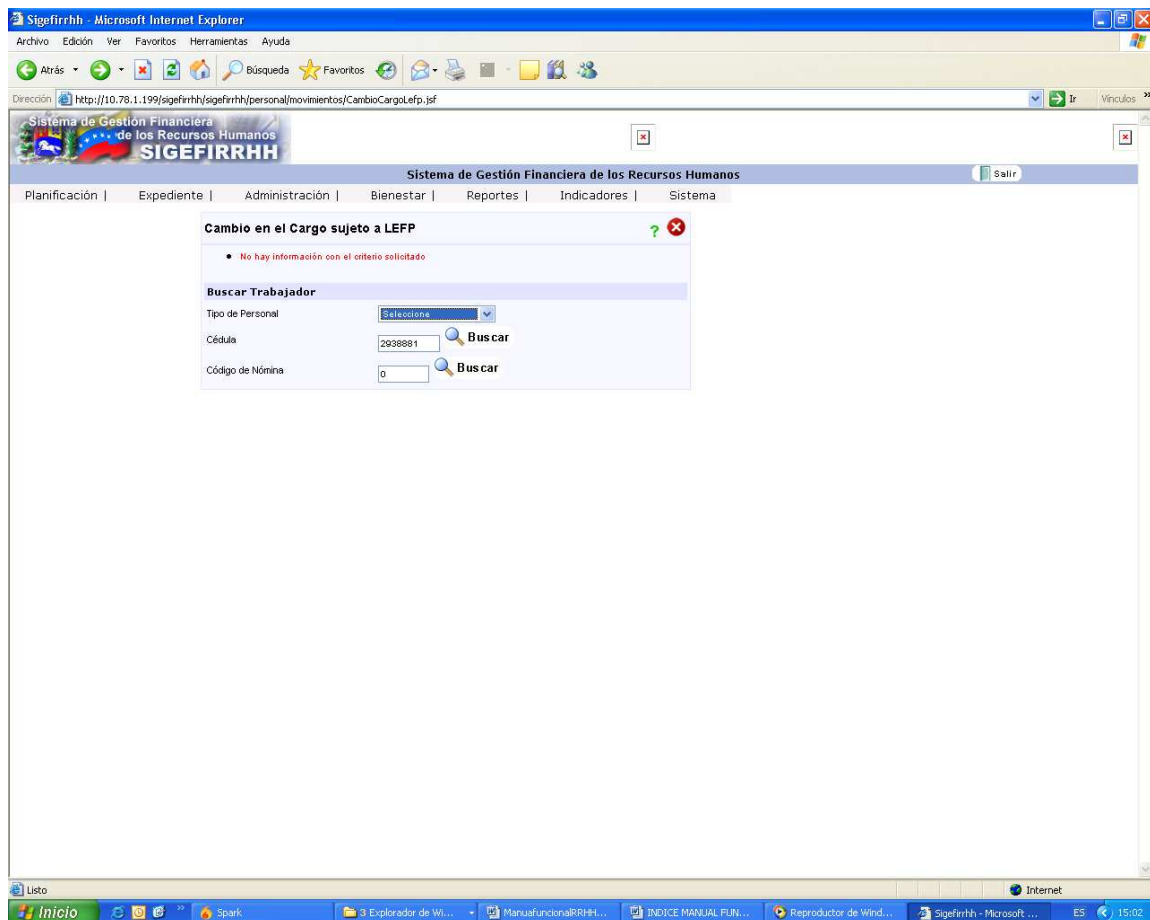 Sigefirrhh - Microsoft Internet Explorer
Archivo Edición Ver Favoritos Herramientas Ayuda
Atrás Búsqueda Favoritos
Dirección http://10.78.1.199/sigefirrhh/sigefirrhh/personal/movimientos/CambioCargoLefp.jsf Ir Vínculos »
Sistema de Gestión Financiera
de los Recursos Humanos
SIGEFIRRHH
Sistema de Gestión Financiera de los Recursos Humanos Salir
Planificación | Expediente | Administración | Bienestar | Reportes | Indicadores | Sistema
Cambio en el Cargo sujeto a LEFP ?
• No hay información con el criterio solicitado
Buscar Trabajador
Tipo de Personal Seleccione
Cédula 2938881 Buscar
Código de Nómina 0 Buscar
Listo Internet
Inicio » Spark 3 Explorador de Wi... ManuafuncionalRRHH... INDICE MANUAL FUN... Reproductor de Wind... Sigefirrhh - Microsoft ... ES 15:02